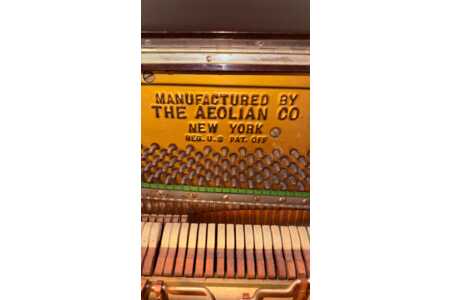 MANUFACTURED BY
THE AEOLIAN CO
NEW YORK
REG. U.S PAT. OFF